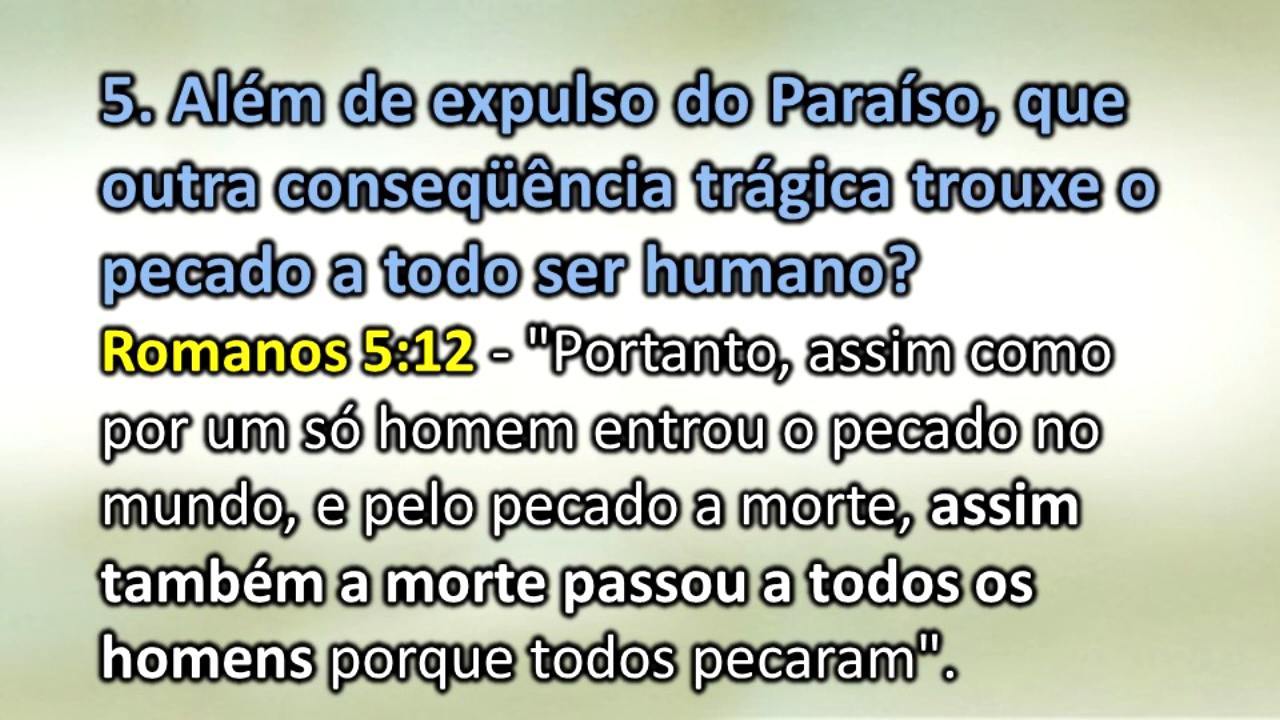 5. Além de expulso do Paraíso, que
outra conseqüência trágica trouxe o
pecado a todo ser humano?
Romanos 5:12 - "Portanto, assim como
por um só homem entrou o pecado no
mundo, e pelo pecado a morte, assim
também a morte passou a todos os
homens porque todos pecaram".